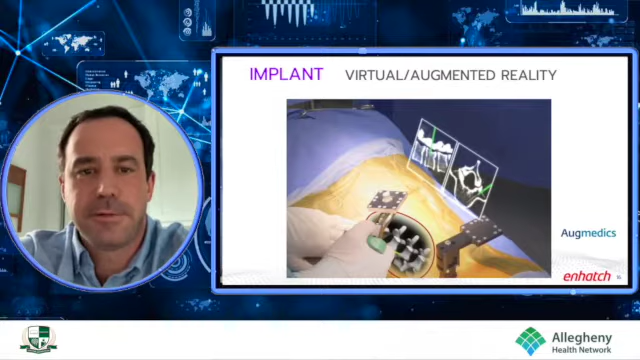 IMPLANT VIRTUAL/AUGMENTED REALITY
Augmedics
enhatch
Allegheny
Health Network